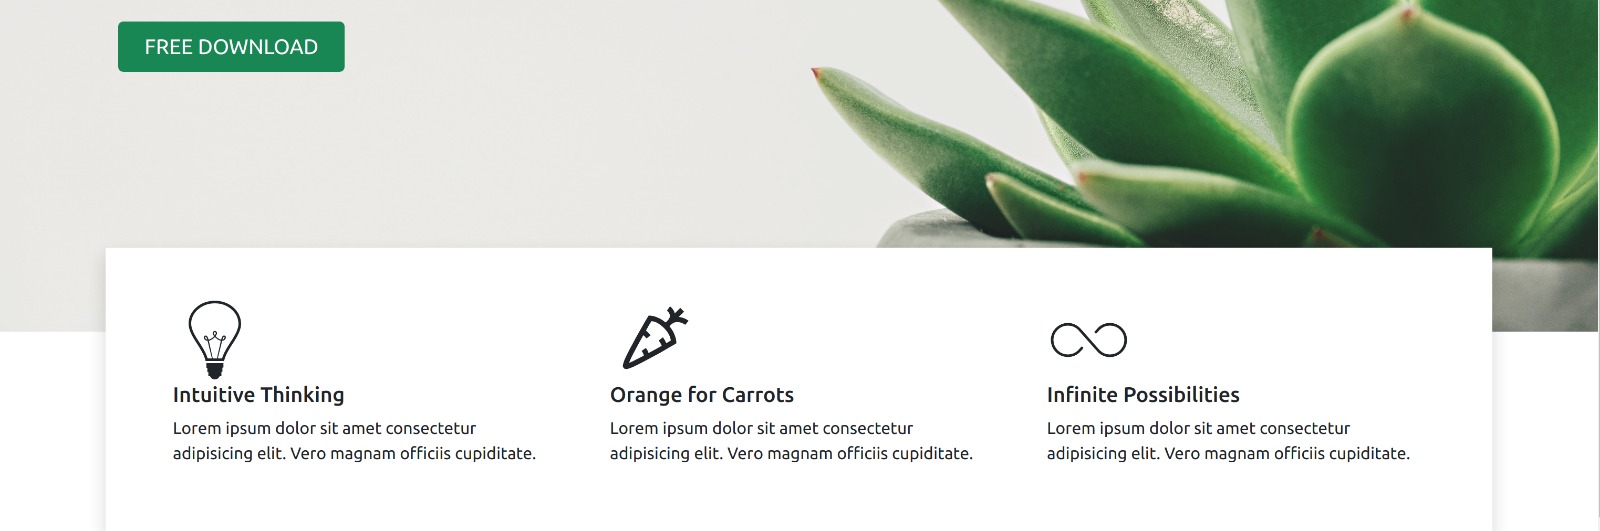 FREE DOWNLOAD
Intuitive Thinking
Lorem ipsum dolor sit amet consectetur
adipisicing elit. Vero magnam officiis cupiditate.
Orange for Carrots
Lorem ipsum dolor sit amet consectetur
adipisicing elit. Vero magnam officiis cupiditate.
Infinite Possibilities
Lorem ipsum dolor sit amet consectetur
adipisicing elit. Vero magnam officiis cupiditate.